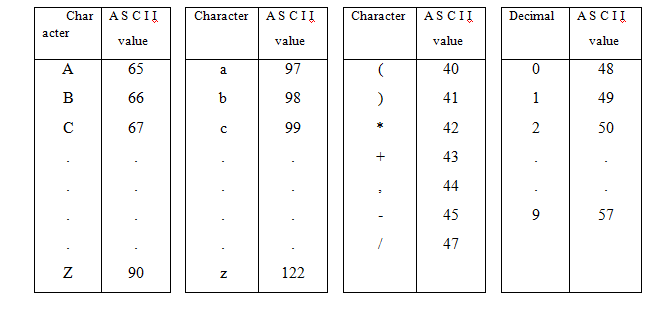 Char A S C I I Character A S C I I Character A S C I I Decimal A S C I I
acter value value value value
A 65 a 97 ( 40 0 48
B 66 b 98 ) 41 1 49
C 67 c 99 * 42 2 50
. . . . + 43 . .
. . . . , 44 . .
. . . . - 45 9 57
. . . . / 47
Z 90 z 122